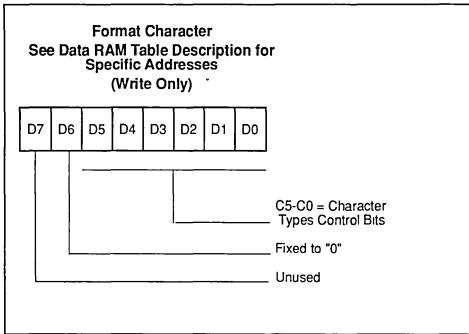 Format Character
See Data RAM Table Description for
Specific Addresses
(Write Only)
D7 D6 D5 D4 D3 D2 D1 D0
C5-C0 = Character
Types Control Bits
Fixed to "0"
Unused